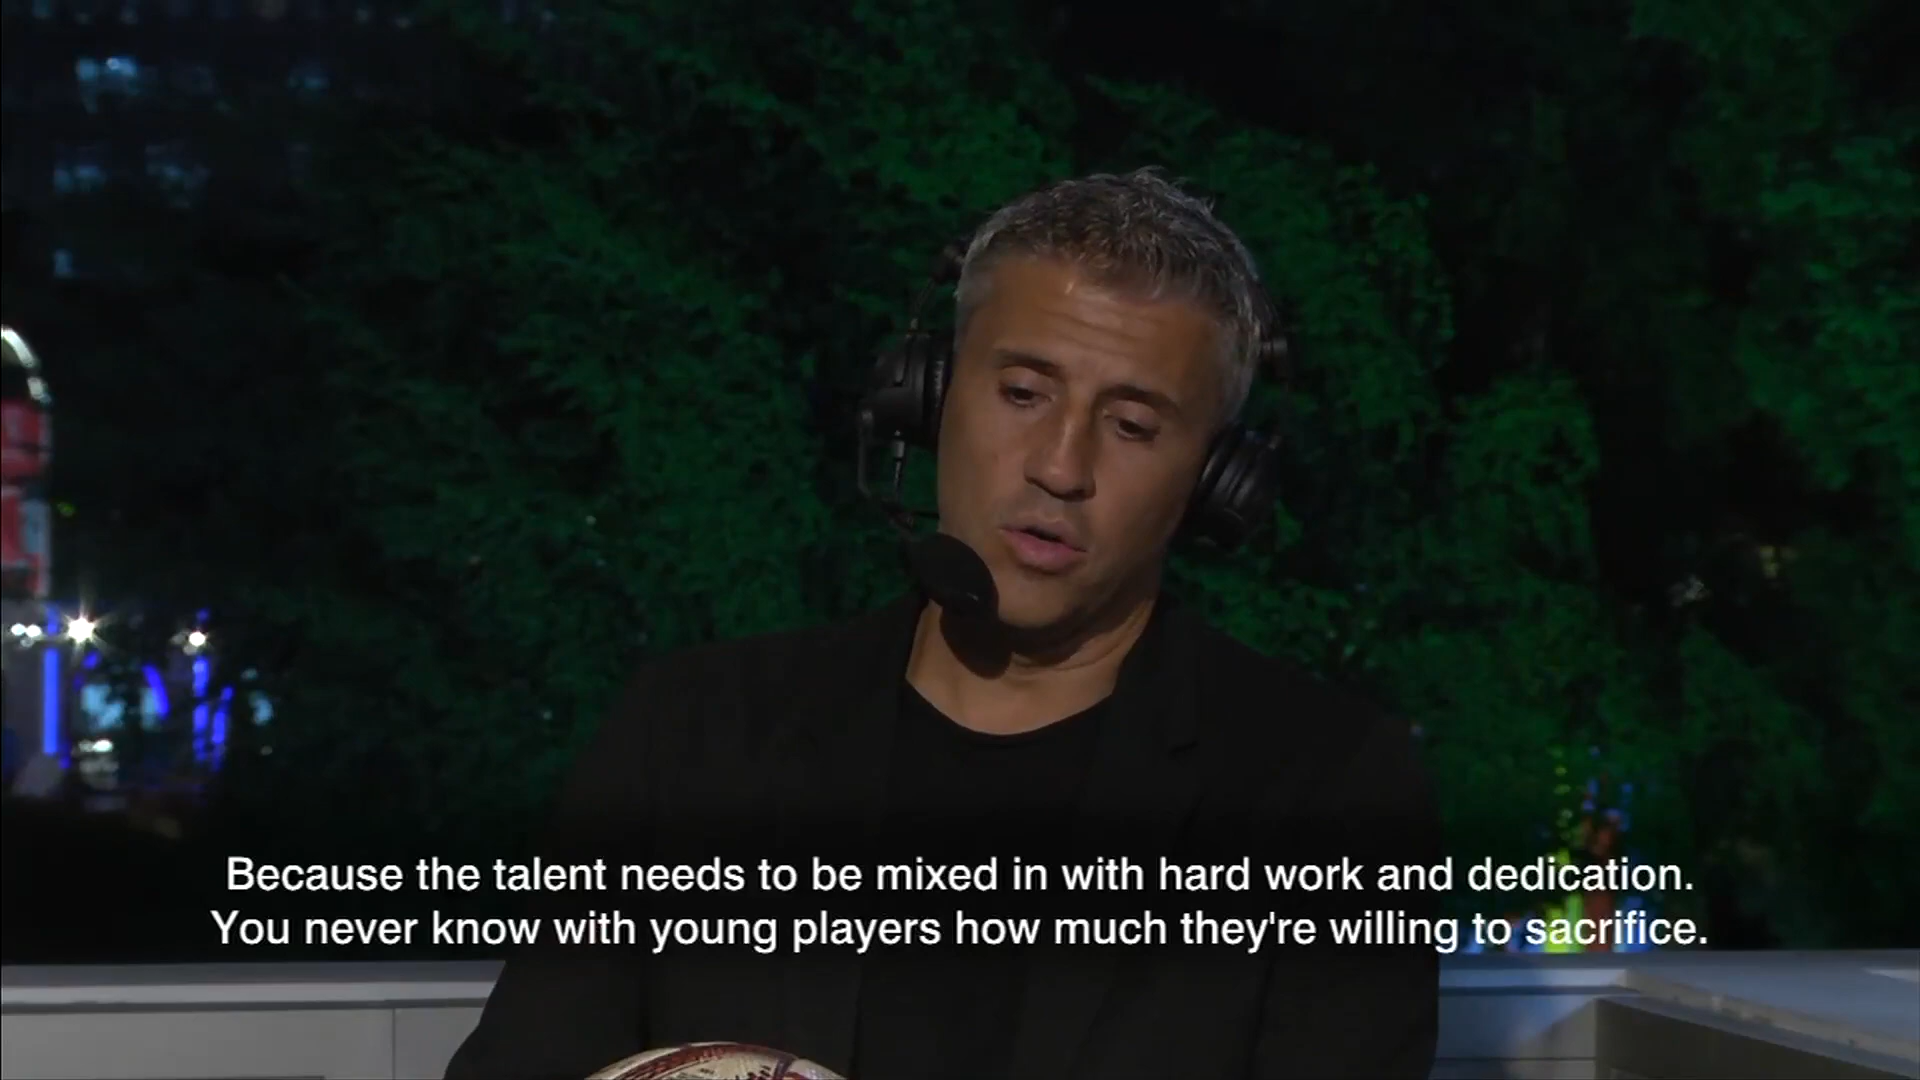 Because the talent needs to be mixed in with hard work and dedication.
You never know with young players how much they're willing to sacrifice.